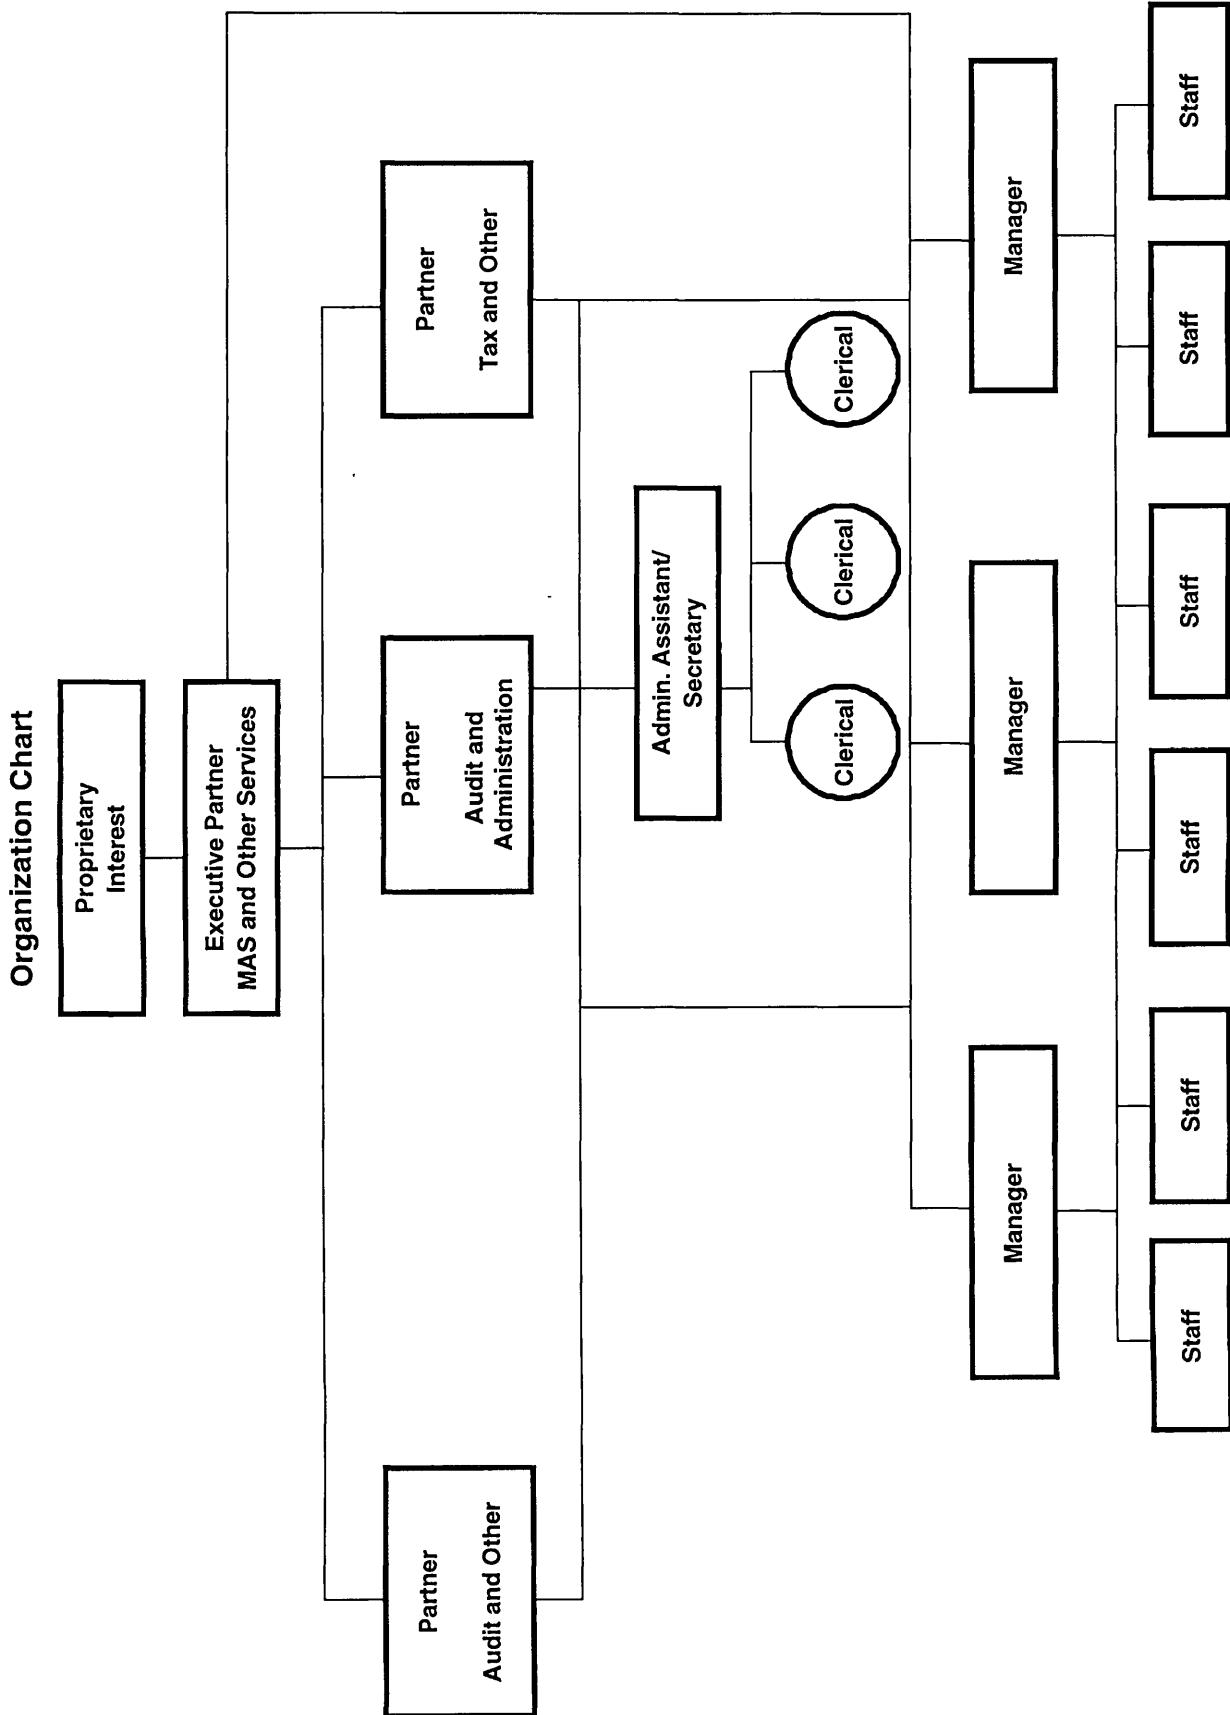 Organization Chart
Proprietary
Interest
Executive Partner
MAS and Other Services
Partner
Audit and Other
Partner
Audit and
Administration
Partner
Tax and Other
Admin. Assistant/
Secretary
Clerical
Clerical
Clerical
Manager
Manager
Manager
Staff
Staff
Staff
Staff
Staff
Staff